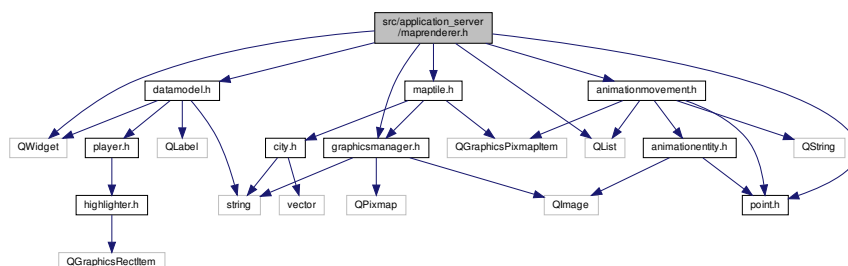 src/application_server
/maprenderer.h
datamodel.h
maptile.h
animationmovement.h
QWidget
player.h
QLabel
city.h
graphicsmanager.h
QGraphicsPixmapItem
QList
animationentity.h
QString
highlighter.h
string
vector
QPixmap
QImage
point.h
QGraphicsRectItem